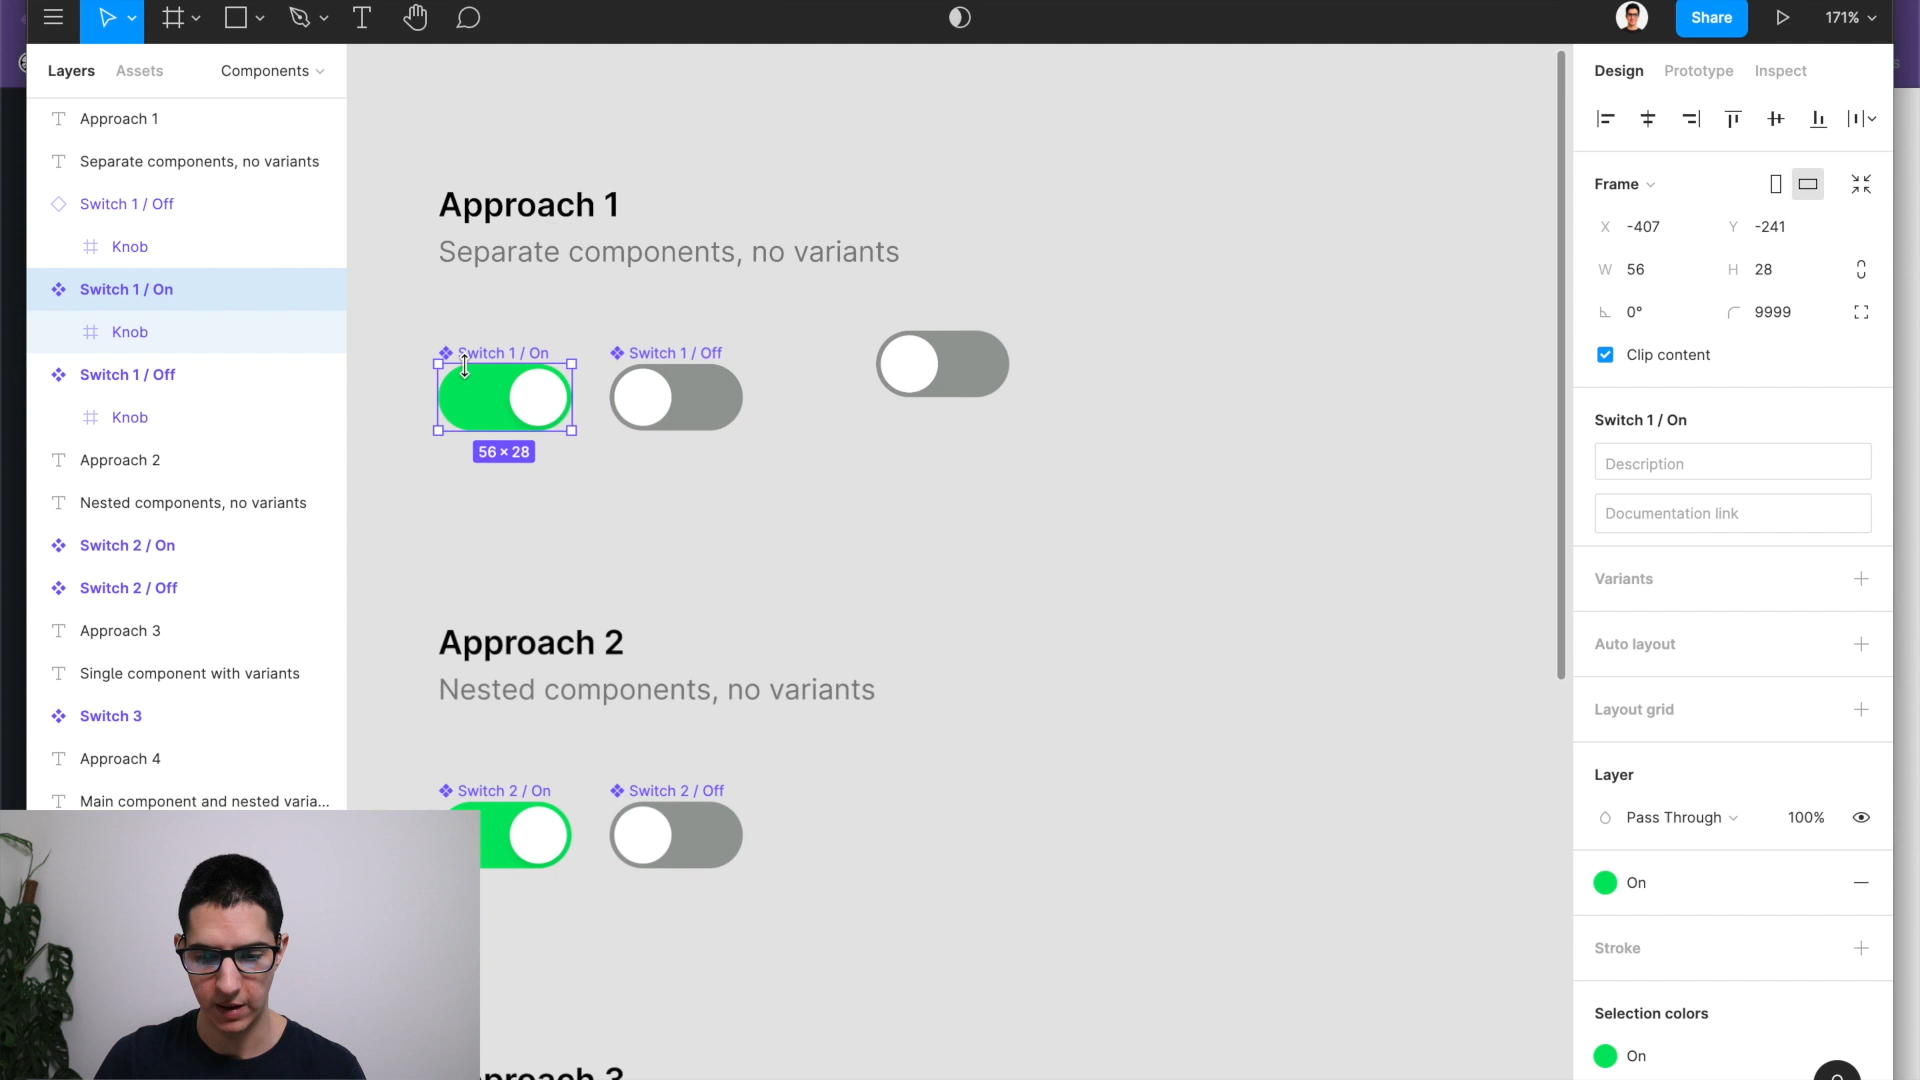 Share
171%
Layers
Assets
Components
Approach 1
Separate components, no variants
Switch 1 / Off
Knob
Switch 1 / On
Knob
Switch 1 / Off
Knob
Approach 2
Nested components, no variants
Switch 2 / On
Switch 2 / Off
Approach 3
Single component with variants
Switch 3
Approach 4
Main component and nested varia...
Approach 1
Separate components, no variants
Switch 1 / On
Switch 1 / Off
56 × 28
Approach 2
Nested components, no variants
Switch 2 / On
Switch 2 / Off
proach 3
Design
Prototype
Inspect
Frame
X -407
Y -241
W 56
H 28
0°
9999
Clip content
Switch 1 / On
Description
Documentation link
Variants
Auto layout
Layout grid
Layer
Pass Through
100%
On
Stroke
Selection colors
On